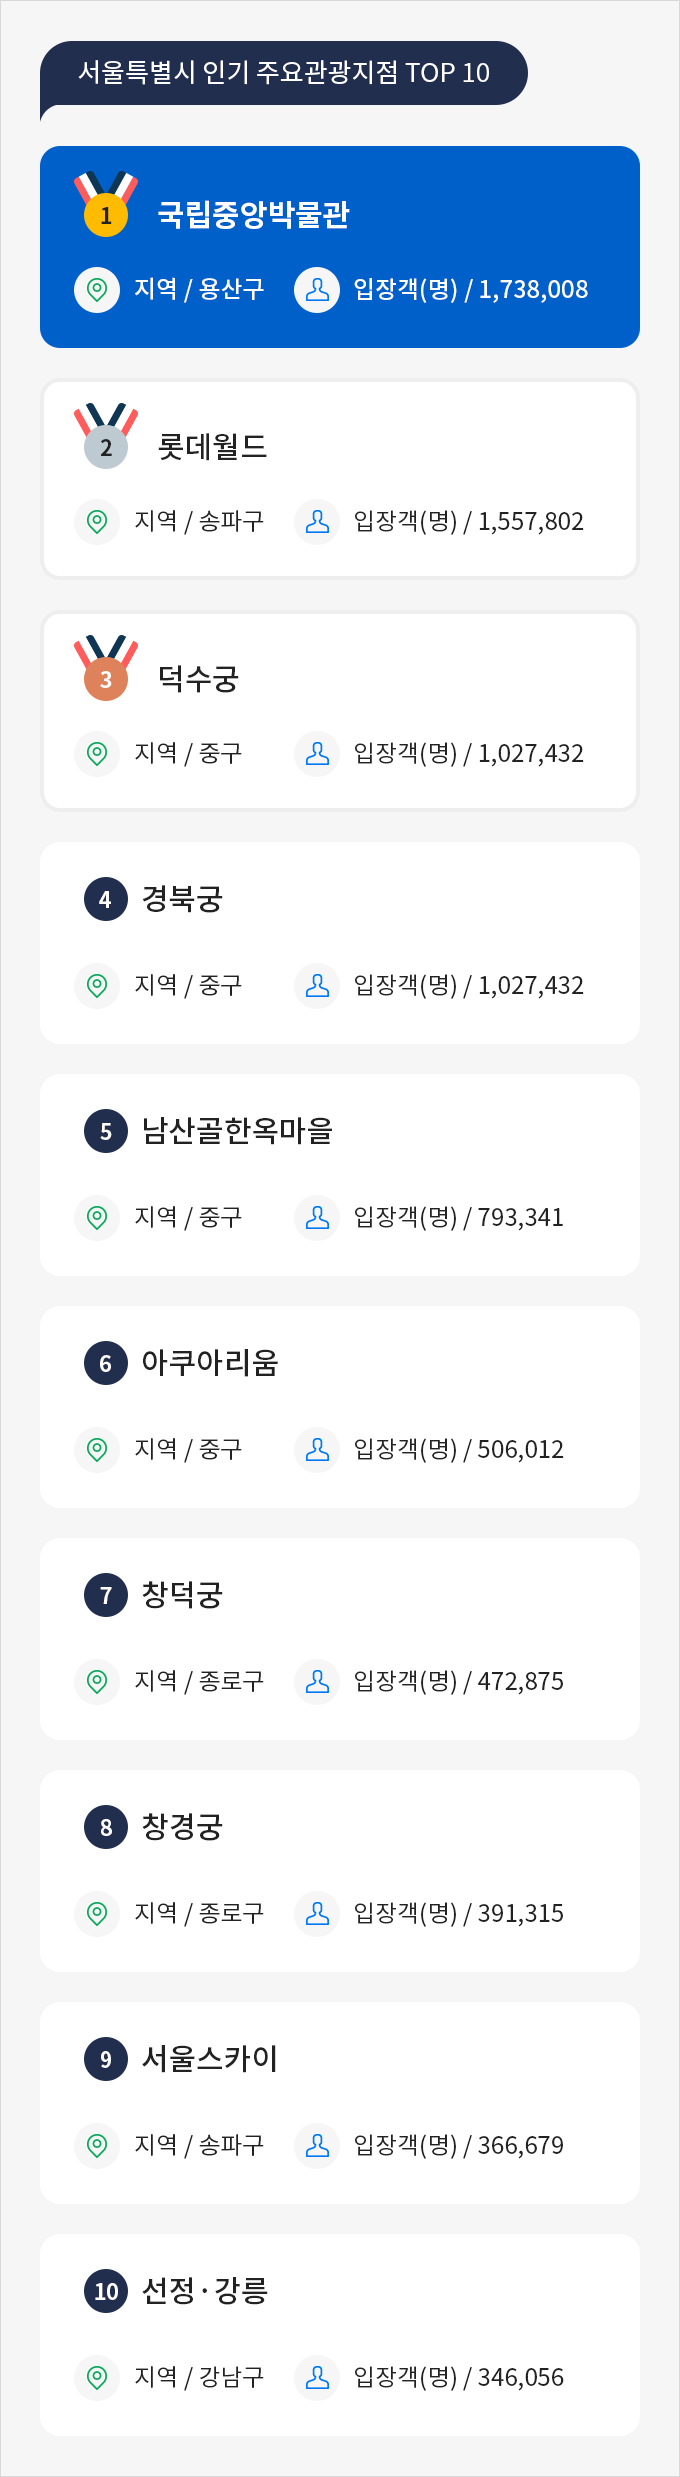 서울특별시 인기 주요관광지점 TOP 10
1 국립중앙박물관
지역 / 용산구 입장객(명) / 1,738,008
2 롯데월드
지역 / 송파구 입장객(명) / 1,557,802
3 덕수궁
지역 / 중구 입장객(명) / 1,027,432
4 경북궁
지역 / 중구 입장객(명) / 1,027,432
5 남산골한옥마을
지역 / 중구 입장객(명) / 793,341
6 아쿠아리움
지역 / 중구 입장객(명) / 506,012
7 창덕궁
지역 / 종로구 입장객(명) / 472,875
8 창경궁
지역 / 종로구 입장객(명) / 391,315
9 서울스카이
지역 / 송파구 입장객(명) / 366,679
10 선정·강릉
지역 / 강남구 입장객(명) / 346,056